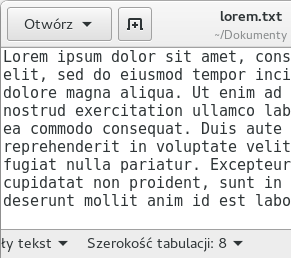 Otwórz
lorem.txt
~/Dokumenty
Lorem ipsum dolor sit amet, cons
elit, sed do eiusmod tempor inci
dolore magna aliqua. Ut enim ad
nostrud exercitation ullamco lab
ea commodo consequat. Duis aute
reprehenderit in voluptate velit
fugiat nulla pariatur. Excepteur
cupidatat non proident, sunt in
deserunt mollit anim id est labo
ły tekst Szerokość tabulacji: 8